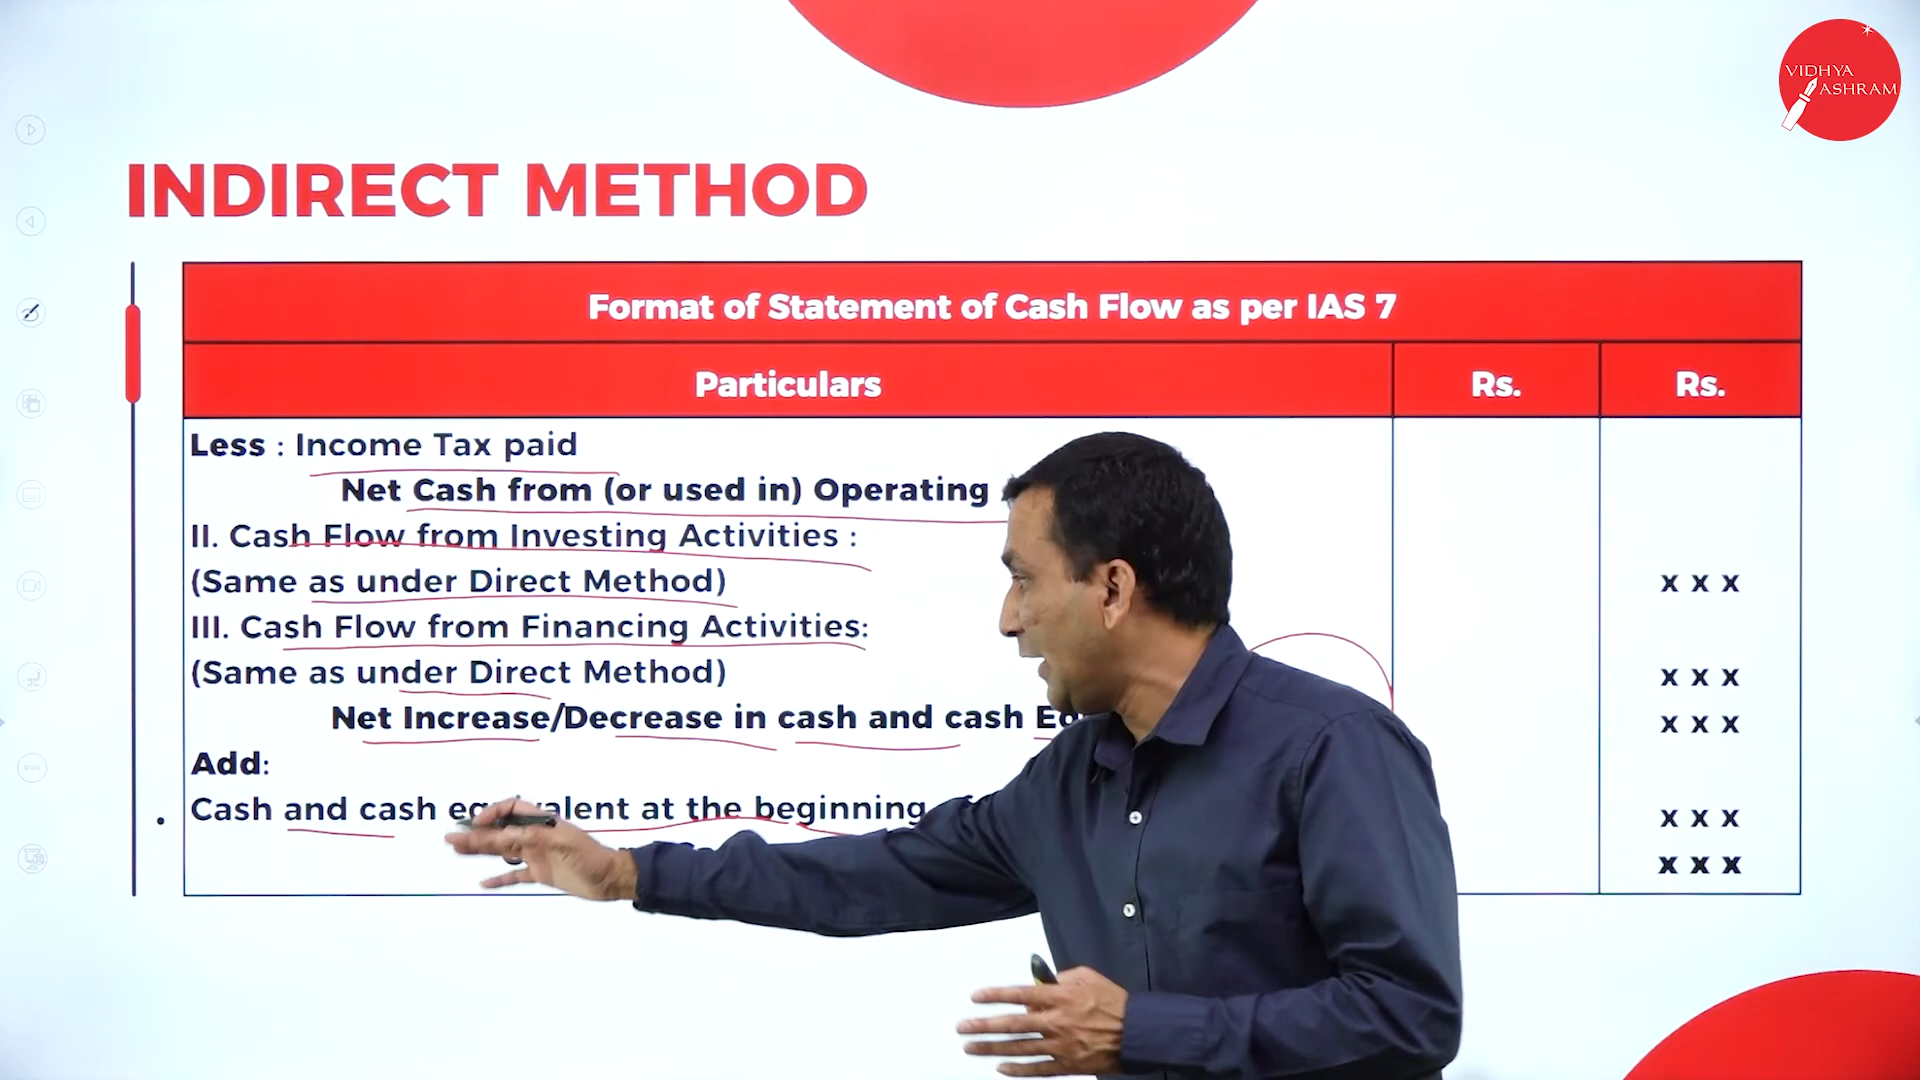 VIDHYA
ASHRAM
INDIRECT METHOD
Format of Statement of Cash Flow as per IAS 7
Particulars Rs. Rs.
Less : Income Tax paid
Net Cash from (or used in) Operating
II. Cash Flow from Investing Activities :
(Same as under Direct Method) x x x
III. Cash Flow from Financing Activities:
(Same as under Direct Method) x x x
Net Increase/Decrease in cash and cash x x x
Add:
Cash and cash equivalent at the beginning x x x
x x x